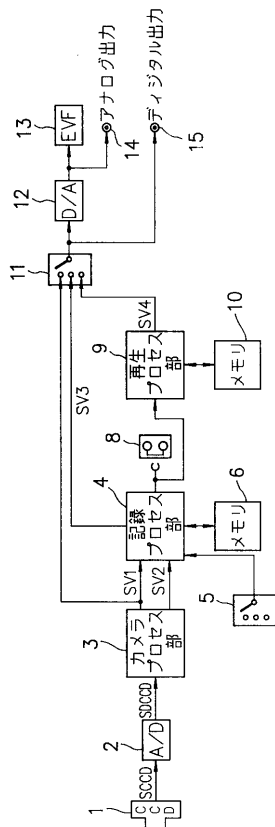 1
CCD
SCCD
2
A/D
SDCCD
3
カメラ
プロセス
部
SV1
SV2
4
記録
プロセス
部
5
6
メモリ
8
C
SV3
9
再生
プロセス
部
SV4
10
メモリ
11
12
D/A
13
EVF
アナログ出力
14
ディジタル出力
15